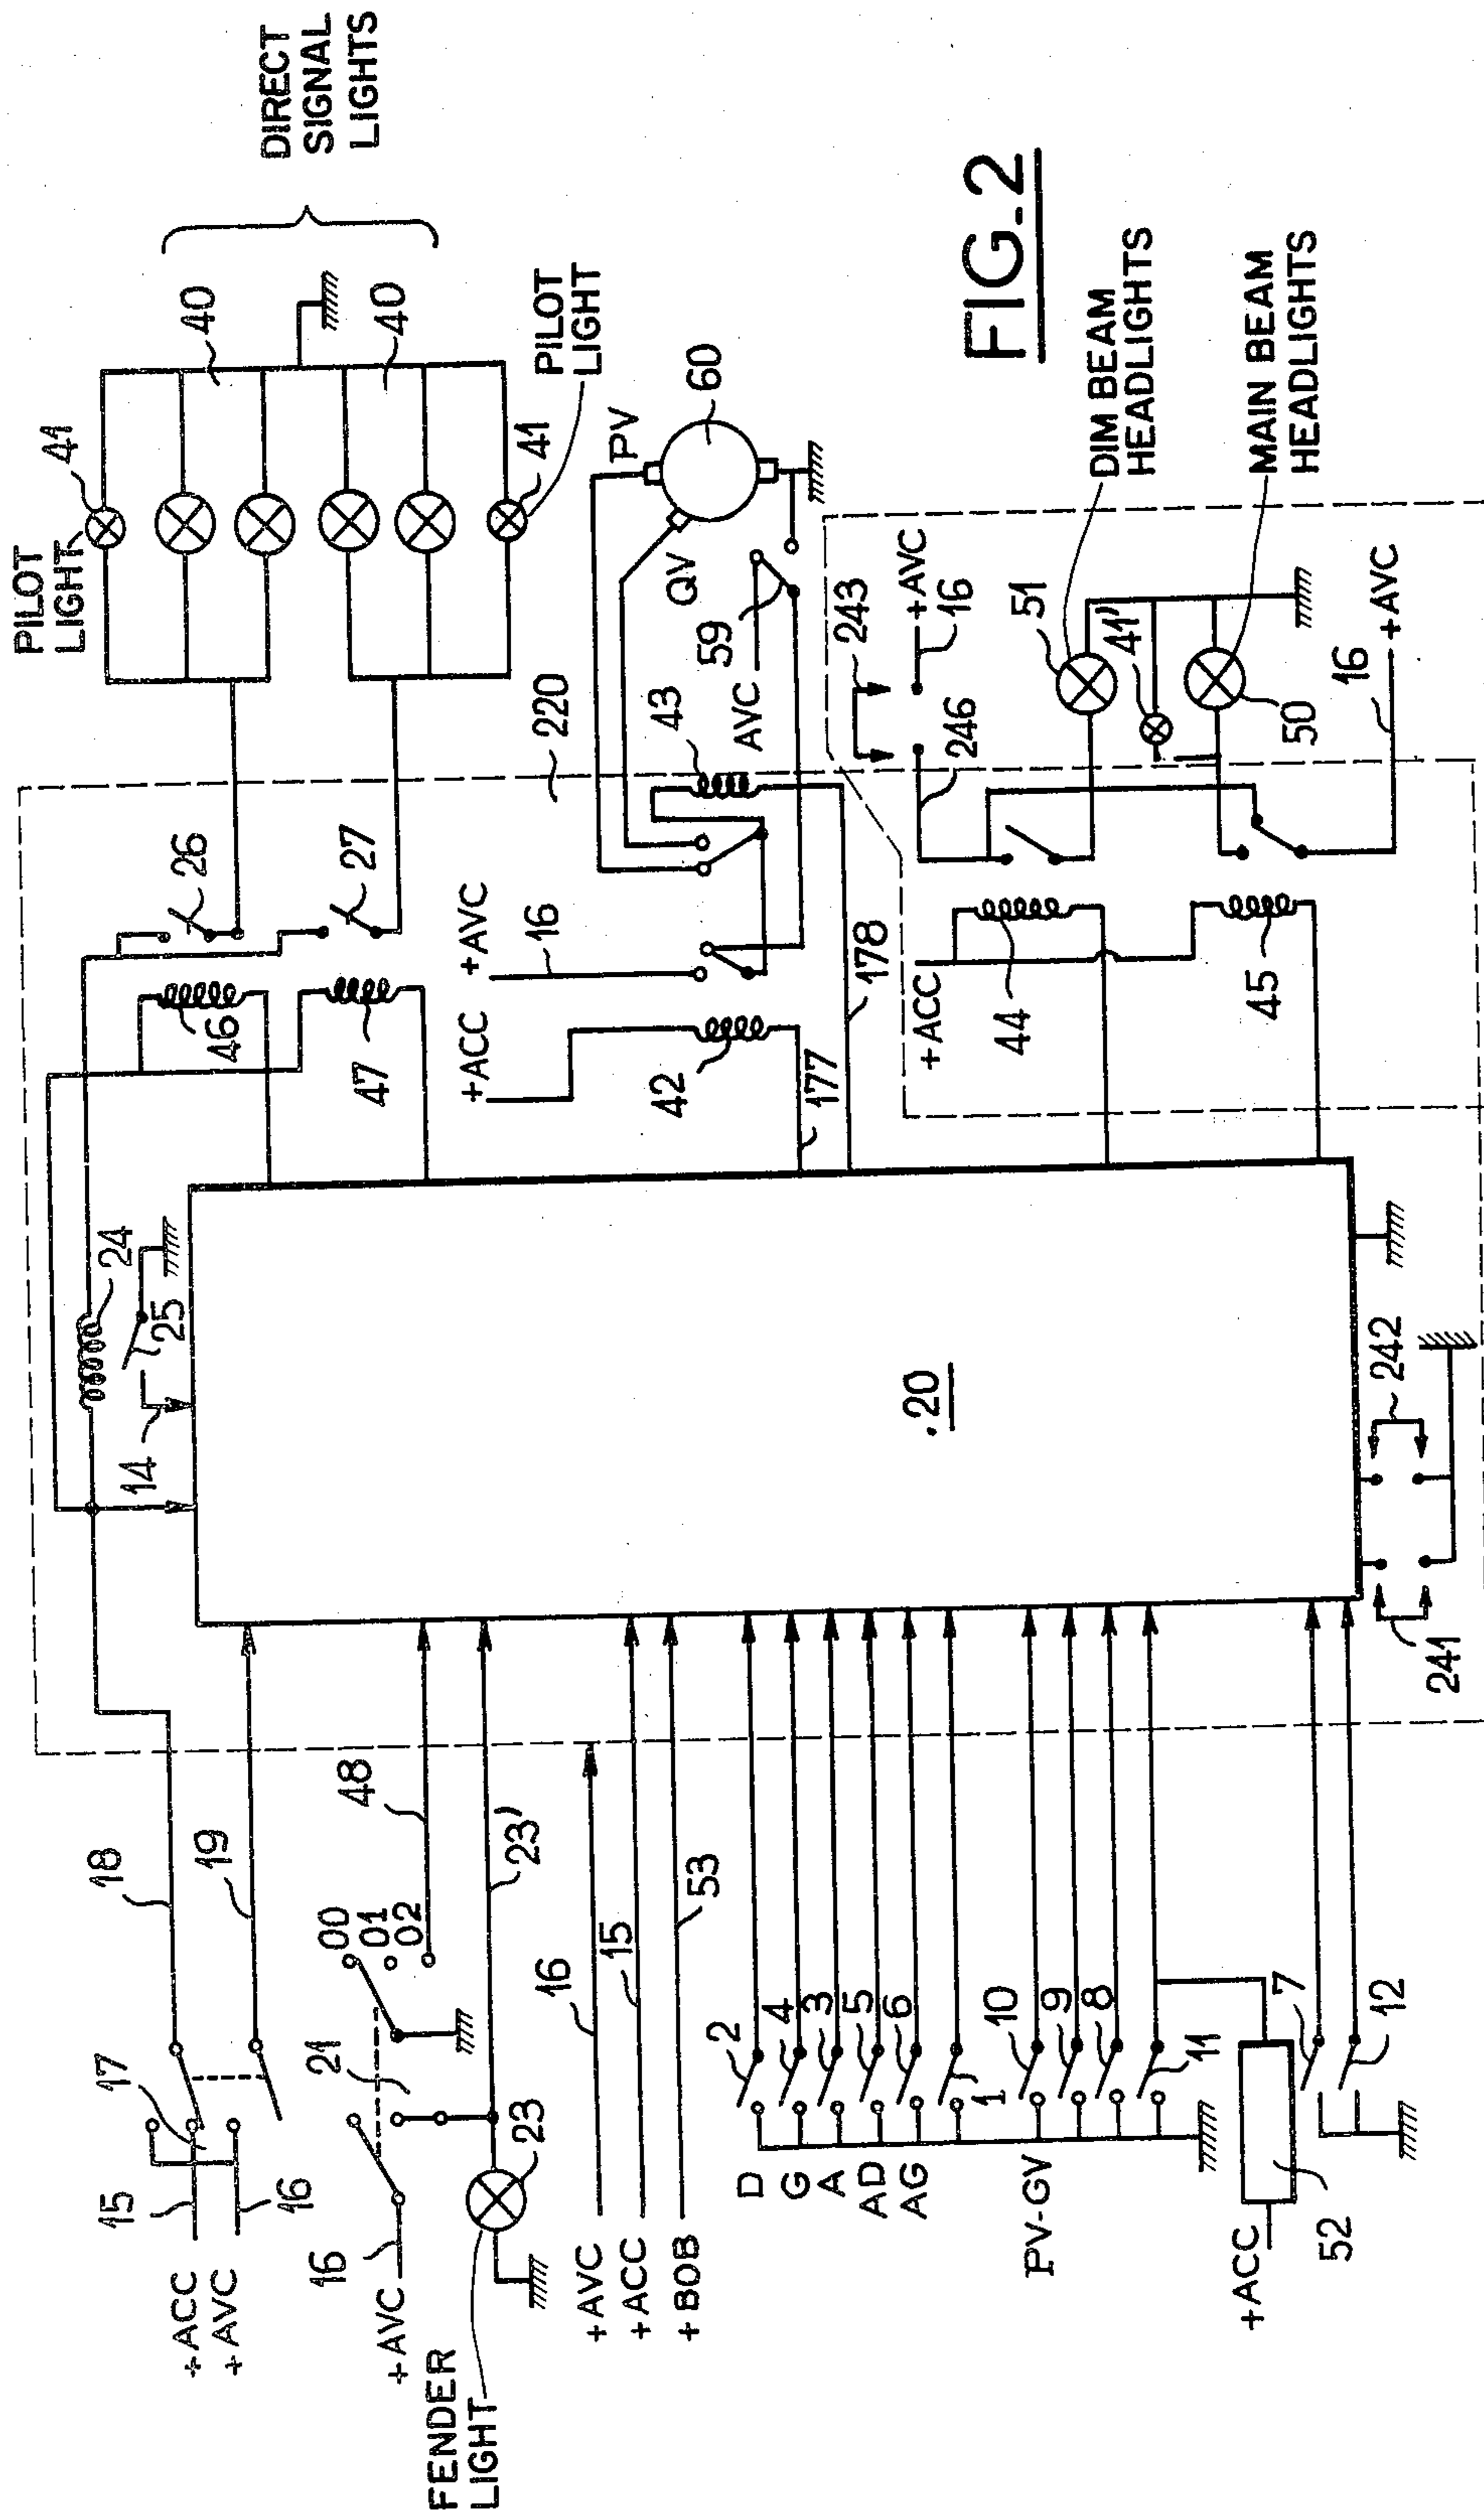 DIRECT
SIGNAL
LIGHTS
PILOT
LIGHT
41
40
40
41
PILOT
LIGHT
26
27
46
47
24
25
14
18
19
17
15
16
+ACC
+AVC
220
PV
QV
60
59
AVC
43
+AVC
16
+ACC
42
177
178
.20
00
01
02
48
21
23'
23
16
+AVC
FENDER
LIGHT
16
+AVC
15
+ACC
53
+BOB
FIG.2
243
+AVC
16
246
51
41'
50
DIM BEAM
HEADLIGHTS
MAIN BEAM
HEADLIGHTS
16
+AVC
+ACC
44
45
D
G
A
AD
AG
2
4
3
5
6
1
PV-GV
10
9
8
11
+ACC
52
7
12
241
242